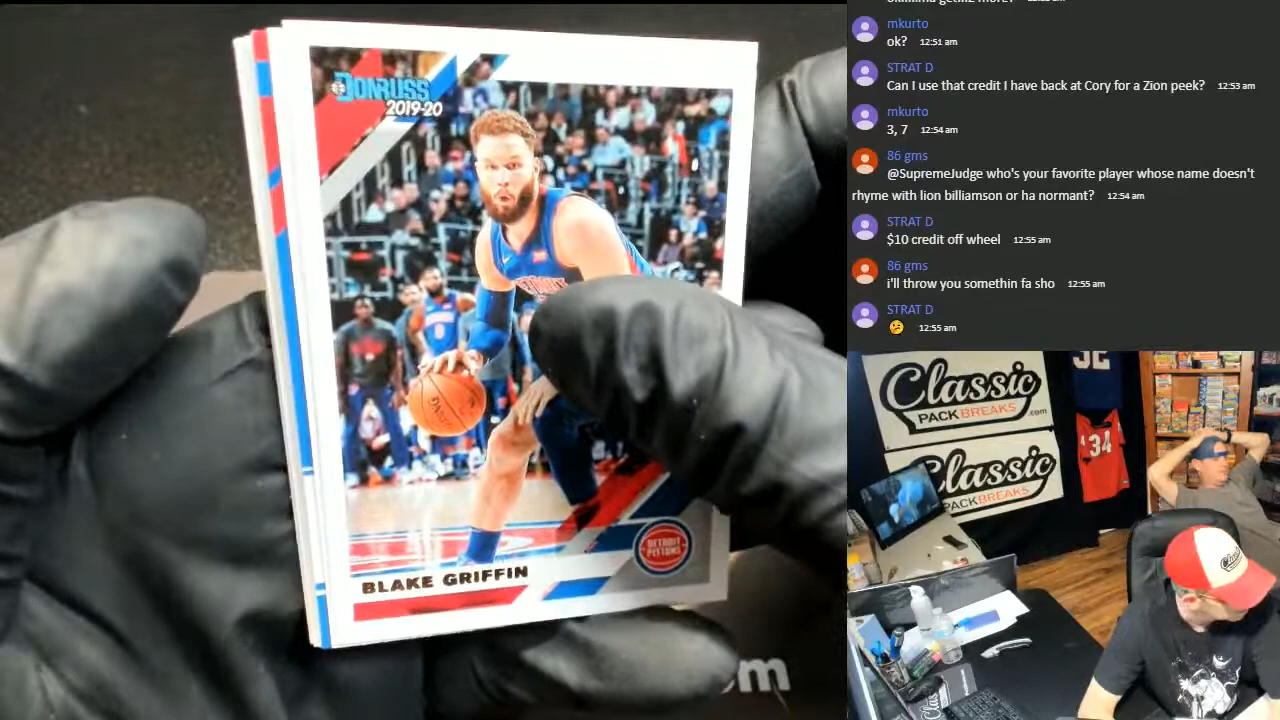 DONRUSS
2019-20
BLAKE GRIFFIN
DETROIT
PISTONS
mkurto
ok? 12:51 am
STRAT D
Can I use that credit I have back at Cory for a Zion peek? 12:53 am
mkurto
3, 7 12:54 am
86 gms
@SupremeJudge who's your favorite player whose name doesn't
rhyme with lion billiamson or ha normant? 12:54 am
STRAT D
$10 credit off wheel 12:55 am
86 gms
i'll throw you somethin fa sho 12:55 am
STRAT D
12:55 am
Classic
PACKBREAKS.com
Classic
PACKBREAKS
34